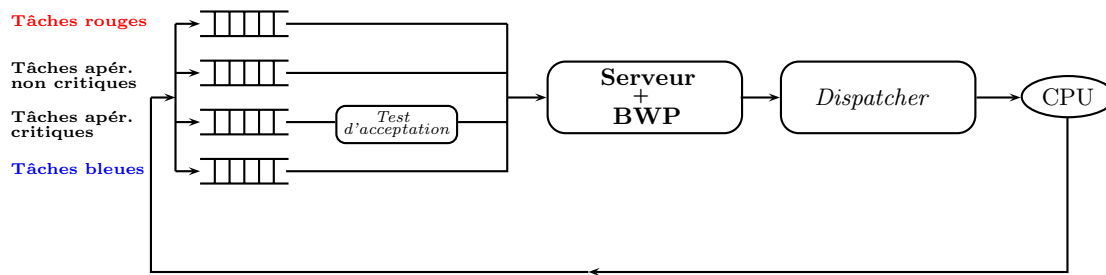 Tâches rouges
Tâches apér.
non critiques
Tâches apér.
critiques
Tâches bleues
Test
d'acceptation
Serveur
+
BWP
Dispatcher
CPU